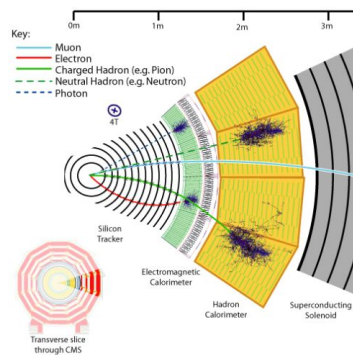 0m 1m 2m 3m
Key:
Muon
Electron
Charged Hadron (e.g. Pion)
Neutral Hadron (e.g. Neutron)
Photon
4T
Silicon
Tracker
Electromagnetic
Calorimeter
Hadron
Calorimeter
Superconducting
Solenoid
Transverse slice
through CMS